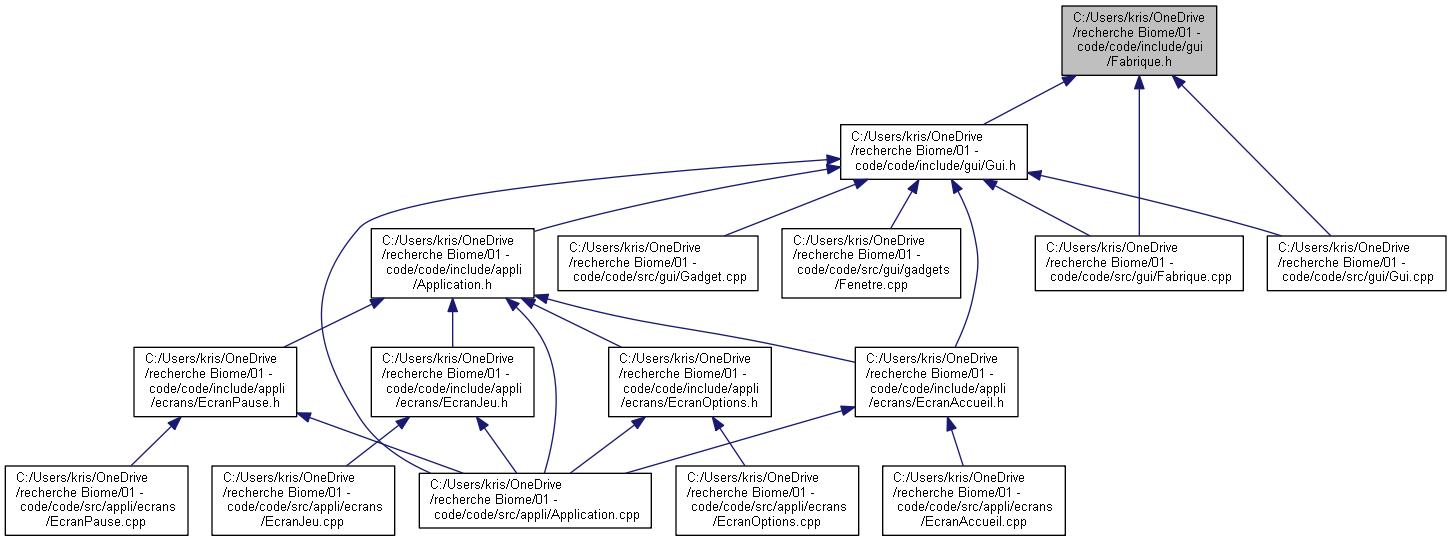 C:/Users/kris/OneDrive
/recherche Biome/01 -
code/code/include/gui
/Fabrique.h
C:/Users/kris/OneDrive
/recherche Biome/01 -
code/code/include/gui/Gui.h
C:/Users/kris/OneDrive
/recherche Biome/01 -
code/code/include/appli
/Application.h
C:/Users/kris/OneDrive
/recherche Biome/01 -
code/code/src/gui/Gadget.cpp
C:/Users/kris/OneDrive
/recherche Biome/01 -
code/code/src/gui/gadgets
/Fenetre.cpp
C:/Users/kris/OneDrive
/recherche Biome/01 -
code/code/src/gui/Fabrique.cpp
C:/Users/kris/OneDrive
/recherche Biome/01 -
code/code/src/gui/Gui.cpp
C:/Users/kris/OneDrive
/recherche Biome/01 -
code/code/include/appli
/ecrans/EcranPause.h
C:/Users/kris/OneDrive
/recherche Biome/01 -
code/code/include/appli
/ecrans/EcranJeu.h
C:/Users/kris/OneDrive
/recherche Biome/01 -
code/code/include/appli
/ecrans/EcranOptions.h
C:/Users/kris/OneDrive
/recherche Biome/01 -
code/code/include/appli
/ecrans/EcranAccueil.h
C:/Users/kris/OneDrive
/recherche Biome/01 -
code/code/src/appli/ecrans
/EcranPause.cpp
C:/Users/kris/OneDrive
/recherche Biome/01 -
code/code/src/appli/ecrans
/EcranJeu.cpp
C:/Users/kris/OneDrive
/recherche Biome/01 -
code/code/src/appli/Application.cpp
C:/Users/kris/OneDrive
/recherche Biome/01 -
code/code/src/appli/ecrans
/EcranOptions.cpp
C:/Users/kris/OneDrive
/recherche Biome/01 -
code/code/src/appli/ecrans
/EcranAccueil.cpp